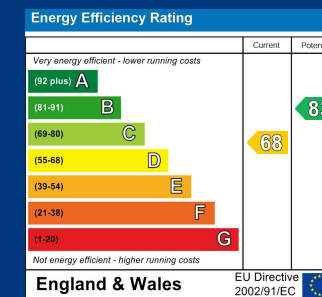 Energy Efficiency Rating
Current
Very energy efficient - lower running costs
(92 plus) A
(81-91) B
(69-80) C
68
(55-68) D
(39-54) E
(21-38) F
(1-20) G
Not energy efficient - higher running costs
England & Wales
EU Directive
2002/91/EC